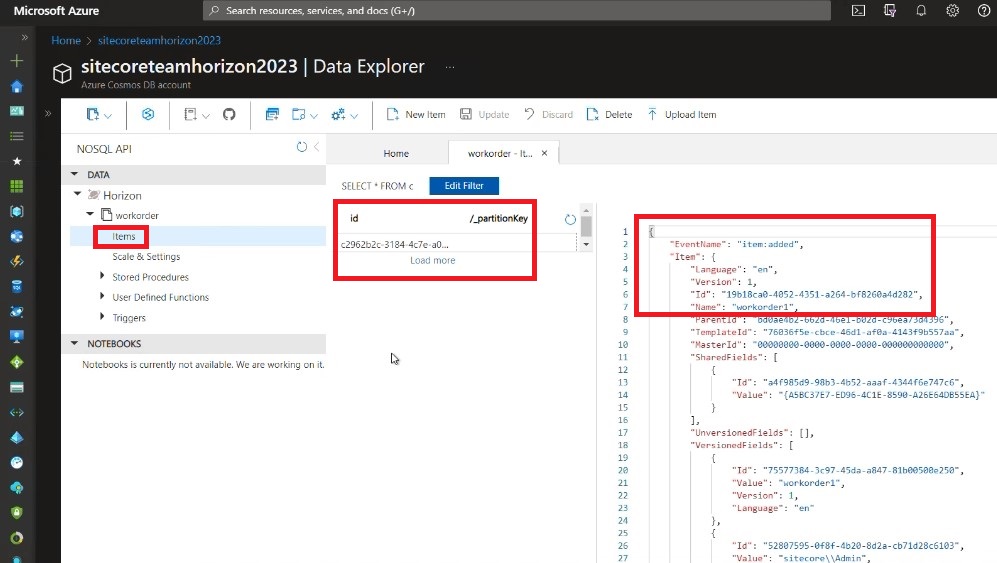 Microsoft Azure
Search resources, services, and docs (G+/)
Home > sitecoreteamhorizon2023
sitecoreteamhorizon2023 | Data Explorer ...
Azure Cosmos DB account
New Item
Update
Discard
Delete
Upload Item
NOSQL API
DATA
Horizon
workorder
Items
Scale & Settings
Stored Procedures
User Defined Functions
Triggers
NOTEBOOKS
Notebooks is currently not available. We are working on it.
Home
workorder - It...
SELECT * FROM c
Edit Filter
id
/_partitionKey
c2962b2c-3184-4c7e-a0...
Load more
1 {
2 "EventName": "item:added",
3 "Item": {
4 "Language": "en",
5 "Version": 1,
6 "Id": "19b18ca0-4052-4351-a264-bf8260a4d282",
7 "Name": "workorder1",
8 "ParentId": "bd0ae4b2-662d-46e1-b02d-c96ea73d4396",
9 "TemplateId": "76036f5e-cbce-46d1-af0a-4143f9b557aa",
10 "MasterId": "00000000-0000-0000-0000-000000000000",
11 "SharedFields": [
12 {
13 "Id": "a4f985d9-98b3-4b52-aaaf-4344f6e747c6",
14 "Value": "{A5BC37E7-ED96-4C1E-8590-A26E64DB55EA}"
15 }
16 ],
17 "UnversionedFields": [],
18 "VersionedFields": [
19 {
20 "Id": "75577384-3c97-45da-a847-81b00500e250",
21 "Value": "workorder1",
22 "Version": 1,
23 "Language": "en"
24 },
25 {
26 "Id": "52807595-0f8f-4b20-8d2a-cb71d28c6103",
27 "Value": "sitecore\\Admin",